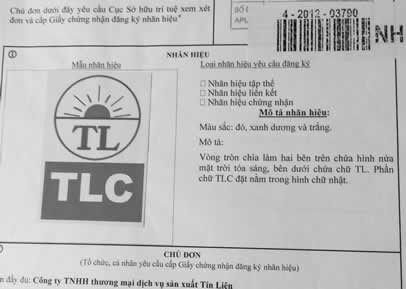 Chủ đơn dưới đây yêu cầu Cục Sở hữu trí tuệ xem xét
đơn và cấp Giấy chứng nhận đăng ký nhãn hiệu*
4 - 2012 - 03790
NH
①
NHÃN HIỆU
Mẫu nhãn hiệu
Loại nhãn hiệu yêu cầu đăng ký
□ Nhãn hiệu tập thể
□ Nhãn hiệu liên kết
□ Nhãn hiệu chứng nhận
Mô tả nhãn hiệu:
Màu sắc: đỏ, xanh dương và trắng.
Mô tả:
Vòng tròn chia làm hai bên trên chứa hình nửa
mặt trời tỏa sáng, bên dưới chứa chữ TL. Phần
chữ TLC đặt nằm trong hình chữ nhật.
TL
TLC
CHỦ ĐƠN
(Tổ chức, cá nhân yêu cầu cấp Giấy chứng nhận đăng ký nhãn hiệu)
n đầy đủ: Công ty TNHH thương mại dịch vụ sản xuất Tín Liên